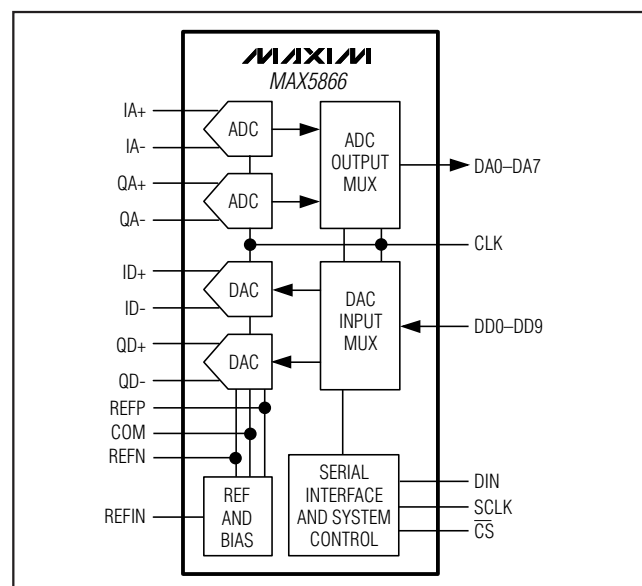 MAXIM
MAX5866
IA+
IA-
QA+
QA-
ID+
ID-
QD+
QD-
REFP
COM
REFN
REFIN
ADC
ADC
DAC
DAC
REF
AND
BIAS
ADC
OUTPUT
MUX
DAC
INPUT
MUX
SERIAL
INTERFACE
AND SYSTEM
CONTROL
DA0–DA7
CLK
DD0–DD9
DIN
SCLK
C̅S̅